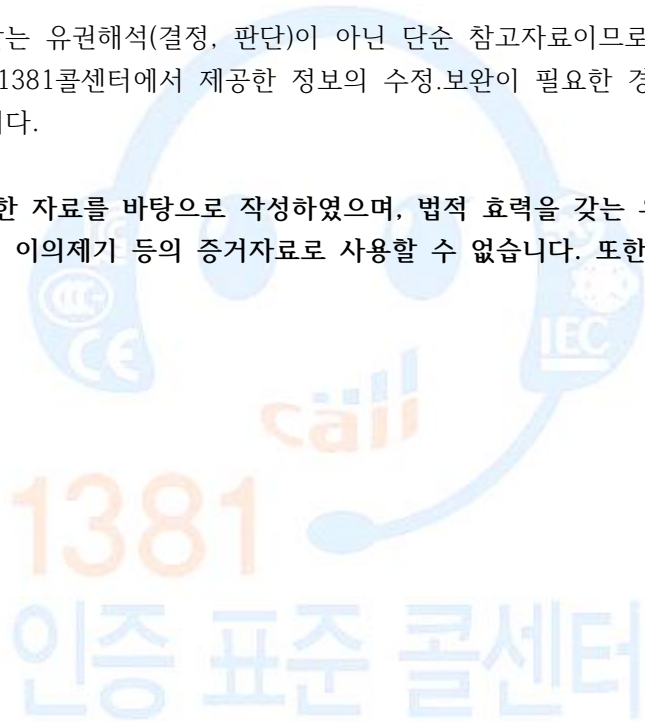 는 유권해석(결정, 판단)이 아닌 단순 참고자료이므로
1381콜센터에서 제공한 정보의 수정.보완이 필요한 경
니다.
한 자료를 바탕으로 작성하였으며, 법적 효력을 갖는
이의제기 등의 증거자료로 사용할 수 없습니다. 또한
CCC
CE
IEC
call
1381
인증 표준 콜센터